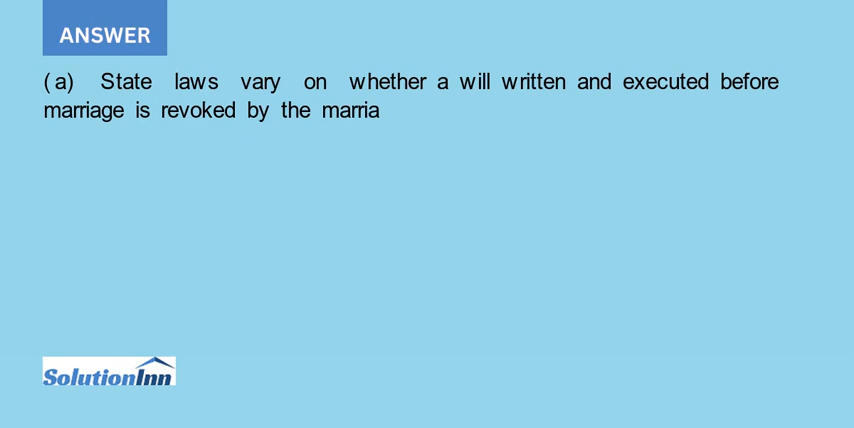 ANSWER
(a) State laws vary on whether a will written and executed before
marriage is revoked by the marria
SolutionInn